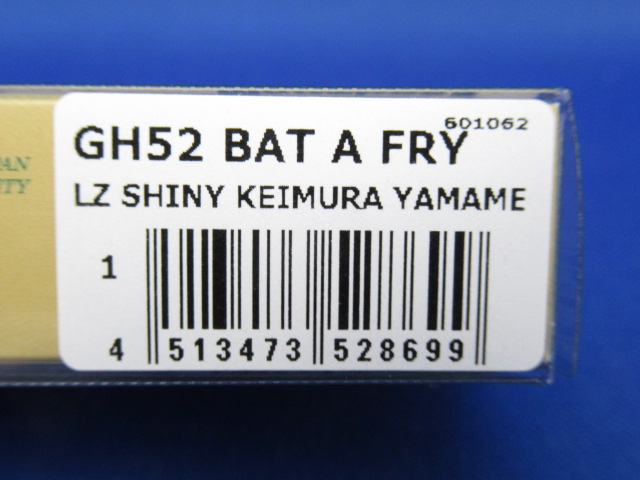 601062
GH52 BAT A FRY
LZ SHINY KEIMURA YAMAME
1
4 513473 528699